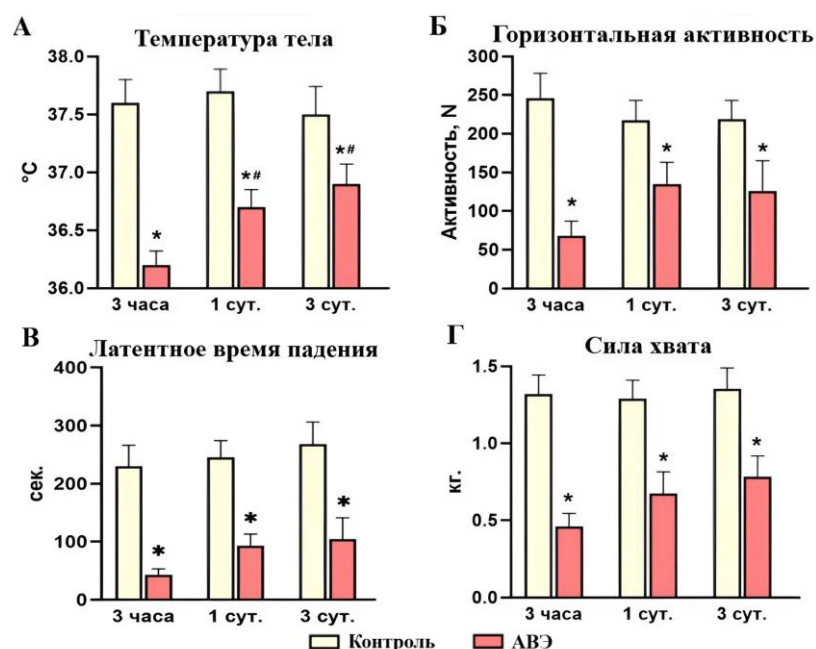 А
Температура тела
38.0
37.5
37.0
36.5
36.0
°C
*
*#
*#
3 часа
1 сут.
3 сут.
Б
Горизонтальная активность
300
250
200
150
100
50
0
Активность, N
*
*
*
3 часа
1 сут.
3 сут.
В
Латентное время падения
400
300
200
100
0
сек.
*
*
*
3 часа
1 сут.
3 сут.
Г
Сила хвата
1.5
1.0
0.5
0.0
кг.
*
*
*
3 часа
1 сут.
3 сут.
Контроль
АВЭ